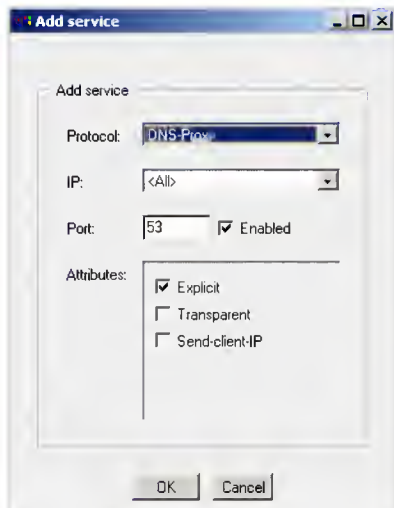 Add service
Add service
Protocol: DNS-Proxy
IP: <All>
Port: 53 Enabled
Attributes:
Explicit
Transparent
Send-client-IP
OK Cancel